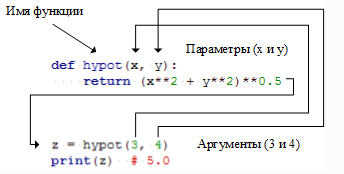 Имя функции
Параметры (x и y)
def hypot(x, y):
return (x**2 + y**2)**0.5
z = hypot(3, 4)
Аргументы (3 и 4)
print(z) # 5.0